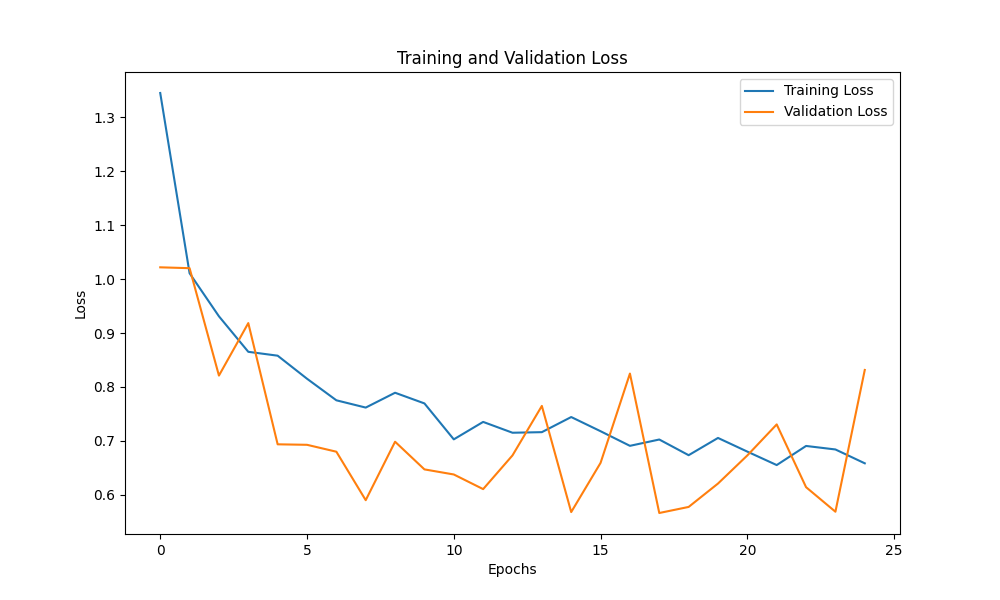 Training and Validation Loss
Training Loss
Validation Loss
1.3
1.2
1.1
1.0
0.9
0.8
0.7
0.6
Loss
0 5 10 15 20 25
Epochs